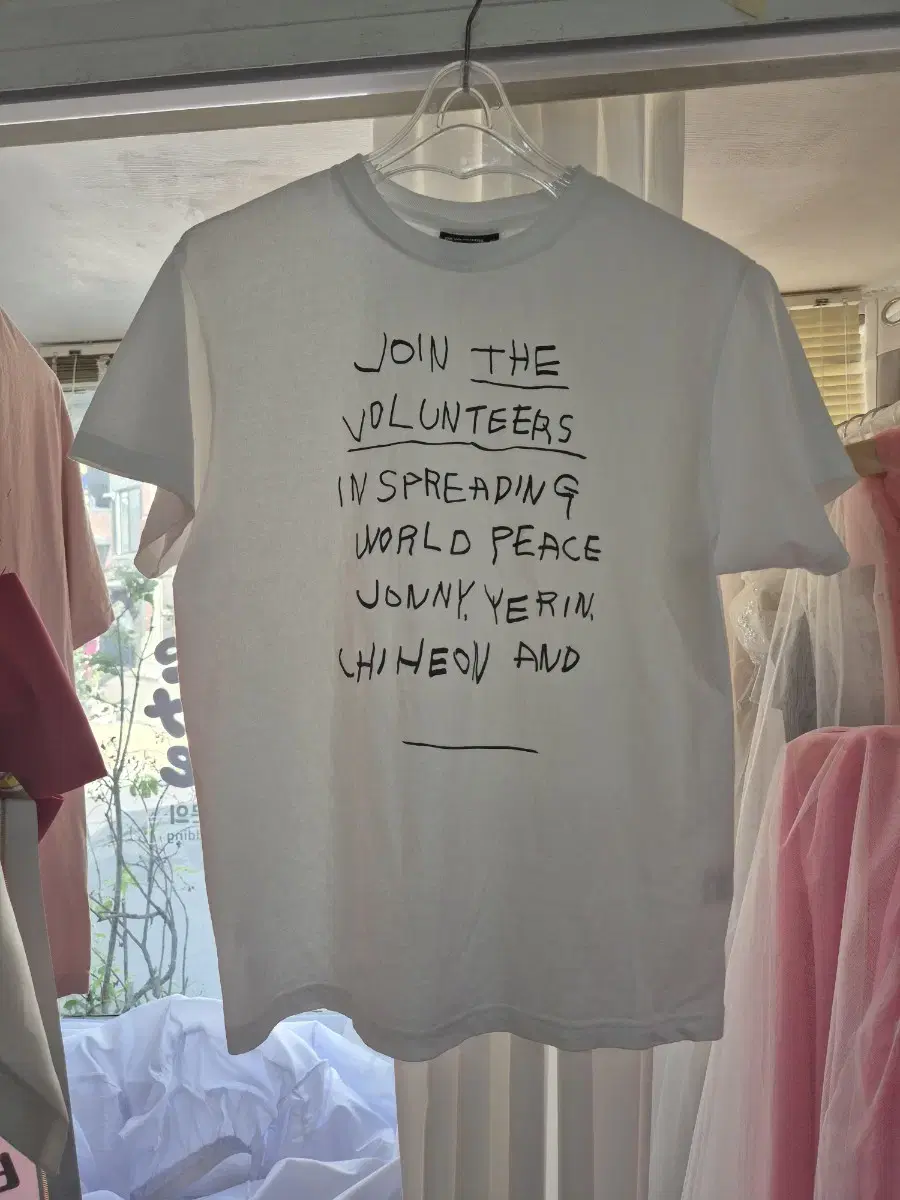 JOIN THE
VOLUNTEERS
IN SPREADING
WORLD PEACE
JONNY, YERIN,
CHIHEON AND